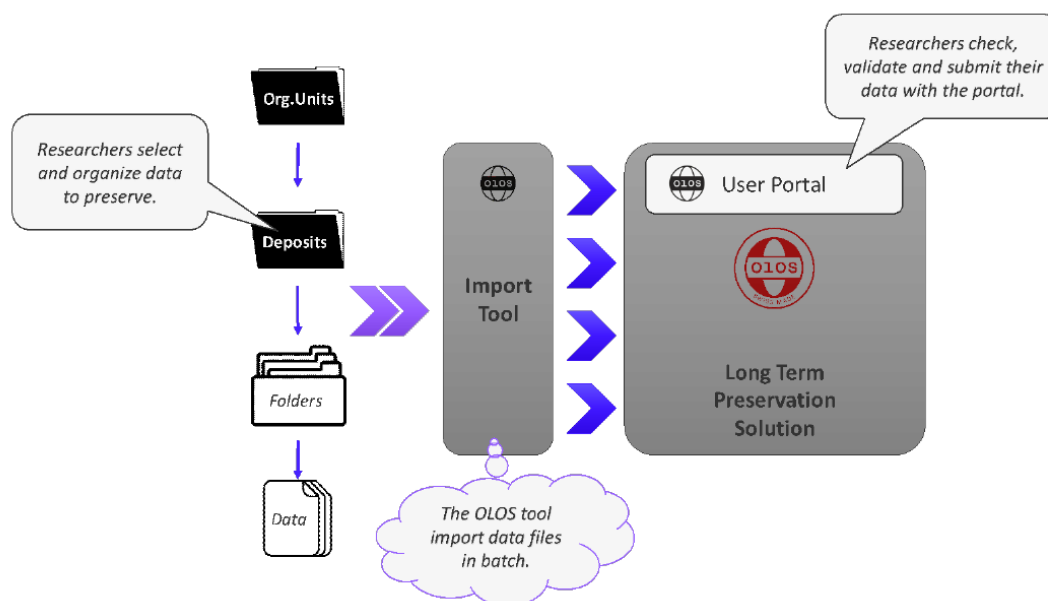 Org.Units
Researchers select
and organize data
to preserve.
Deposits
Folders
Data
OLOS
Import
Tool
The OLOS tool
import data files
in batch.
Researchers check,
validate and submit their
data with the portal.
OLOS
User Portal
OLOS
SWISS MADE
Long Term
Preservation
Solution